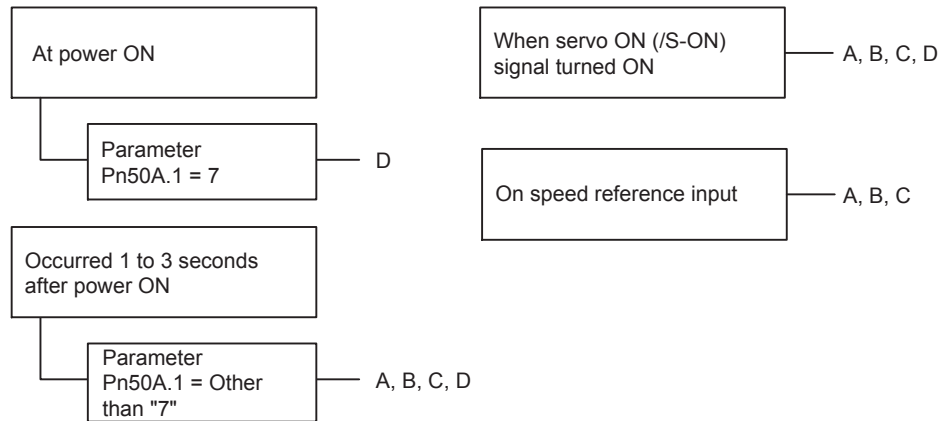 At power ON
Parameter
Pn50A.1 = 7
D
Occurred 1 to 3 seconds
after power ON
Parameter
Pn50A.1 = Other
than "7"
A, B, C, D
When servo ON (/S-ON)
signal turned ON
A, B, C, D
On speed reference input
A, B, C